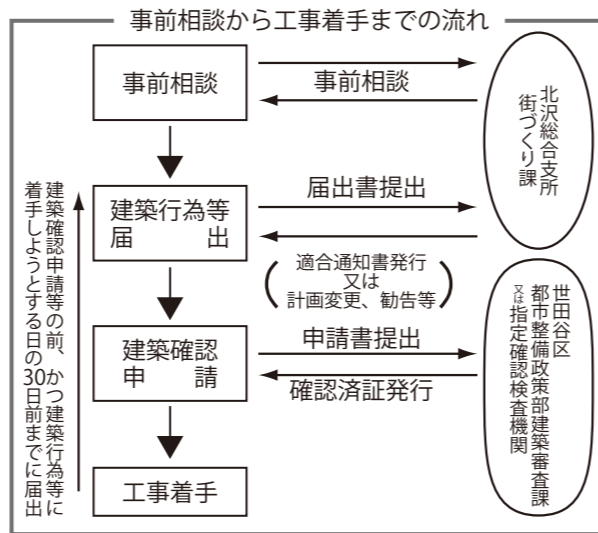 事前相談から工事着手までの流れ
事前相談
事前相談
北沢総合支所
街づくり課
建築行為等
届　　出
届出書提出
(適合通知書発行
又は
計画変更、勧告等)
建築確認
申　　請
申請書提出
確認済証発行
世田谷区
都市整備政策部建築審査課
又は指定確認検査機関
工事着手
建築確認申請等の前、かつ建築行為等に
着手しようとする日の30日前までに届出